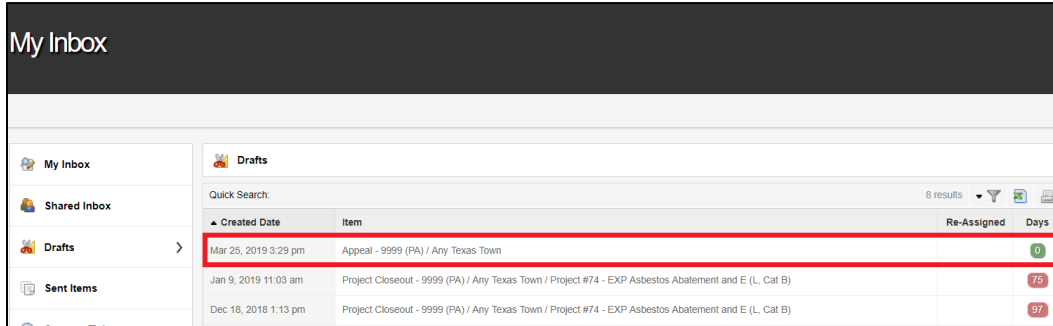 My Inbox
My Inbox
Shared Inbox
Drafts
Sent Items
Drafts
Quick Search:
8 results
Created Date Item Re-Assigned Days
Mar 25, 2019 3:29 pm Appeal - 9999 (PA) / Any Texas Town 0
Jan 9, 2019 11:03 am Project Closeout - 9999 (PA) / Any Texas Town / Project #74 - EXP Asbestos Abatement and E (L, Cat B) 75
Dec 18, 2018 1:13 pm Project Closeout - 9999 (PA) / Any Texas Town / Project #74 - EXP Asbestos Abatement and E (L, Cat B) 97